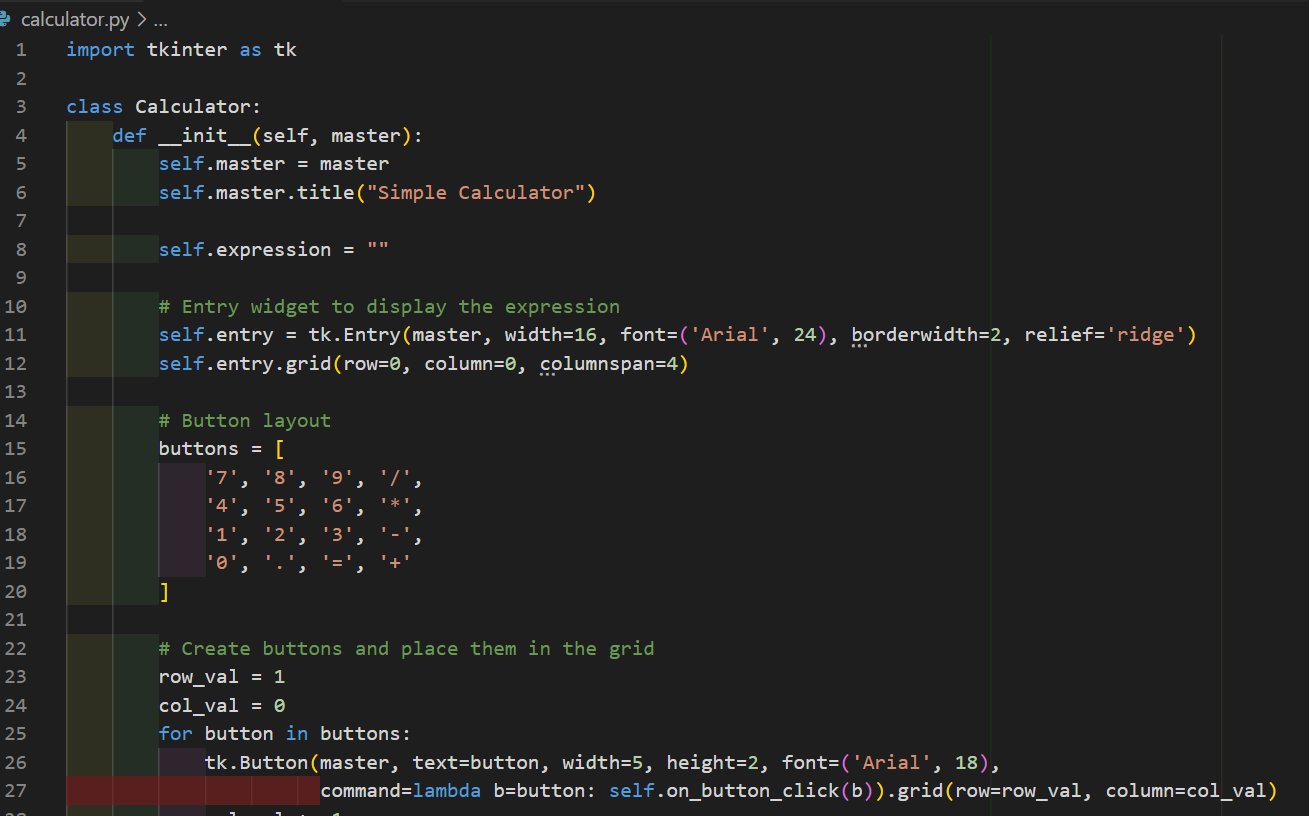 calculator.py > ...
1 import tkinter as tk
2
3 class Calculator:
4     def __init__(self, master):
5         self.master = master
6         self.master.title("Simple Calculator")
7
8         self.expression = ""
9
10         # Entry widget to display the expression
11         self.entry = tk.Entry(master, width=16, font=('Arial', 24), borderwidth=2, relief='ridge')
12         self.entry.grid(row=0, column=0, columnspan=4)
13
14         # Button layout
15         buttons = [
16             '7', '8', '9', '/',
17             '4', '5', '6', '*',
18             '1', '2', '3', '-',
19             '0', '.', '=', '+'
20         ]
21
22         # Create buttons and place them in the grid
23         row_val = 1
24         col_val = 0
25         for button in buttons:
26             tk.Button(master, text=button, width=5, height=2, font=('Arial', 18),
27                       command=lambda b=button: self.on_button_click(b)).grid(row=row_val, column=col_val)